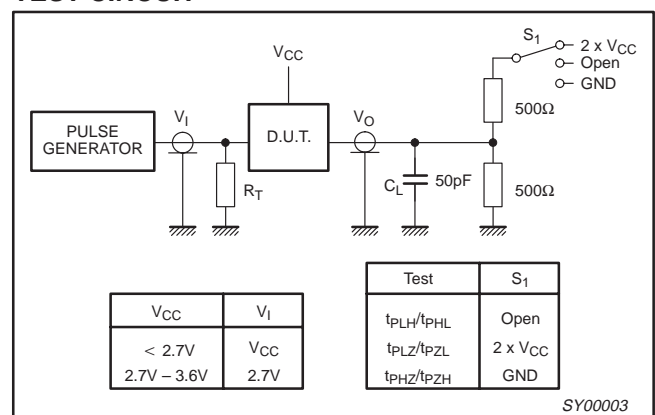 TEST CIRCUIT
S1
2 x VCC
Open
GND
VCC
500Ω
PULSE
GENERATOR
VI
D.U.T.
VO
RT
CL
50pF
500Ω
VCC VI
< 2.7V VCC
2.7V – 3.6V 2.7V
Test S1
tPLH/tPHL Open
tPLZ/tPZL 2 x VCC
tPHZ/tPZH GND
SY00003